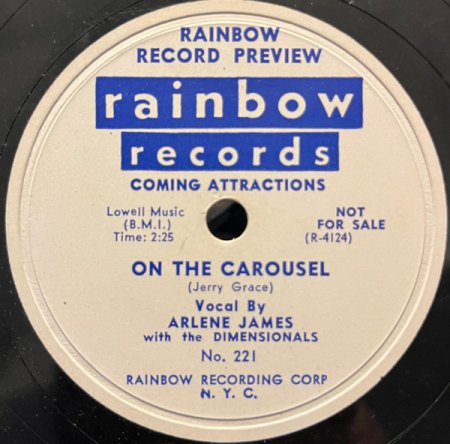 RAINBOW
RECORD PREVIEW
rainbow
records
COMING ATTRACTIONS
Lowell Music
(B.M.I.)
Time: 2:25
NOT
FOR SALE
(R-4124)
ON THE CAROUSEL
(Jerry Grace)
Vocal By
ARLENE JAMES
with the DIMENSIONALS
No. 221
RAINBOW RECORDING CORP
N. Y. C.